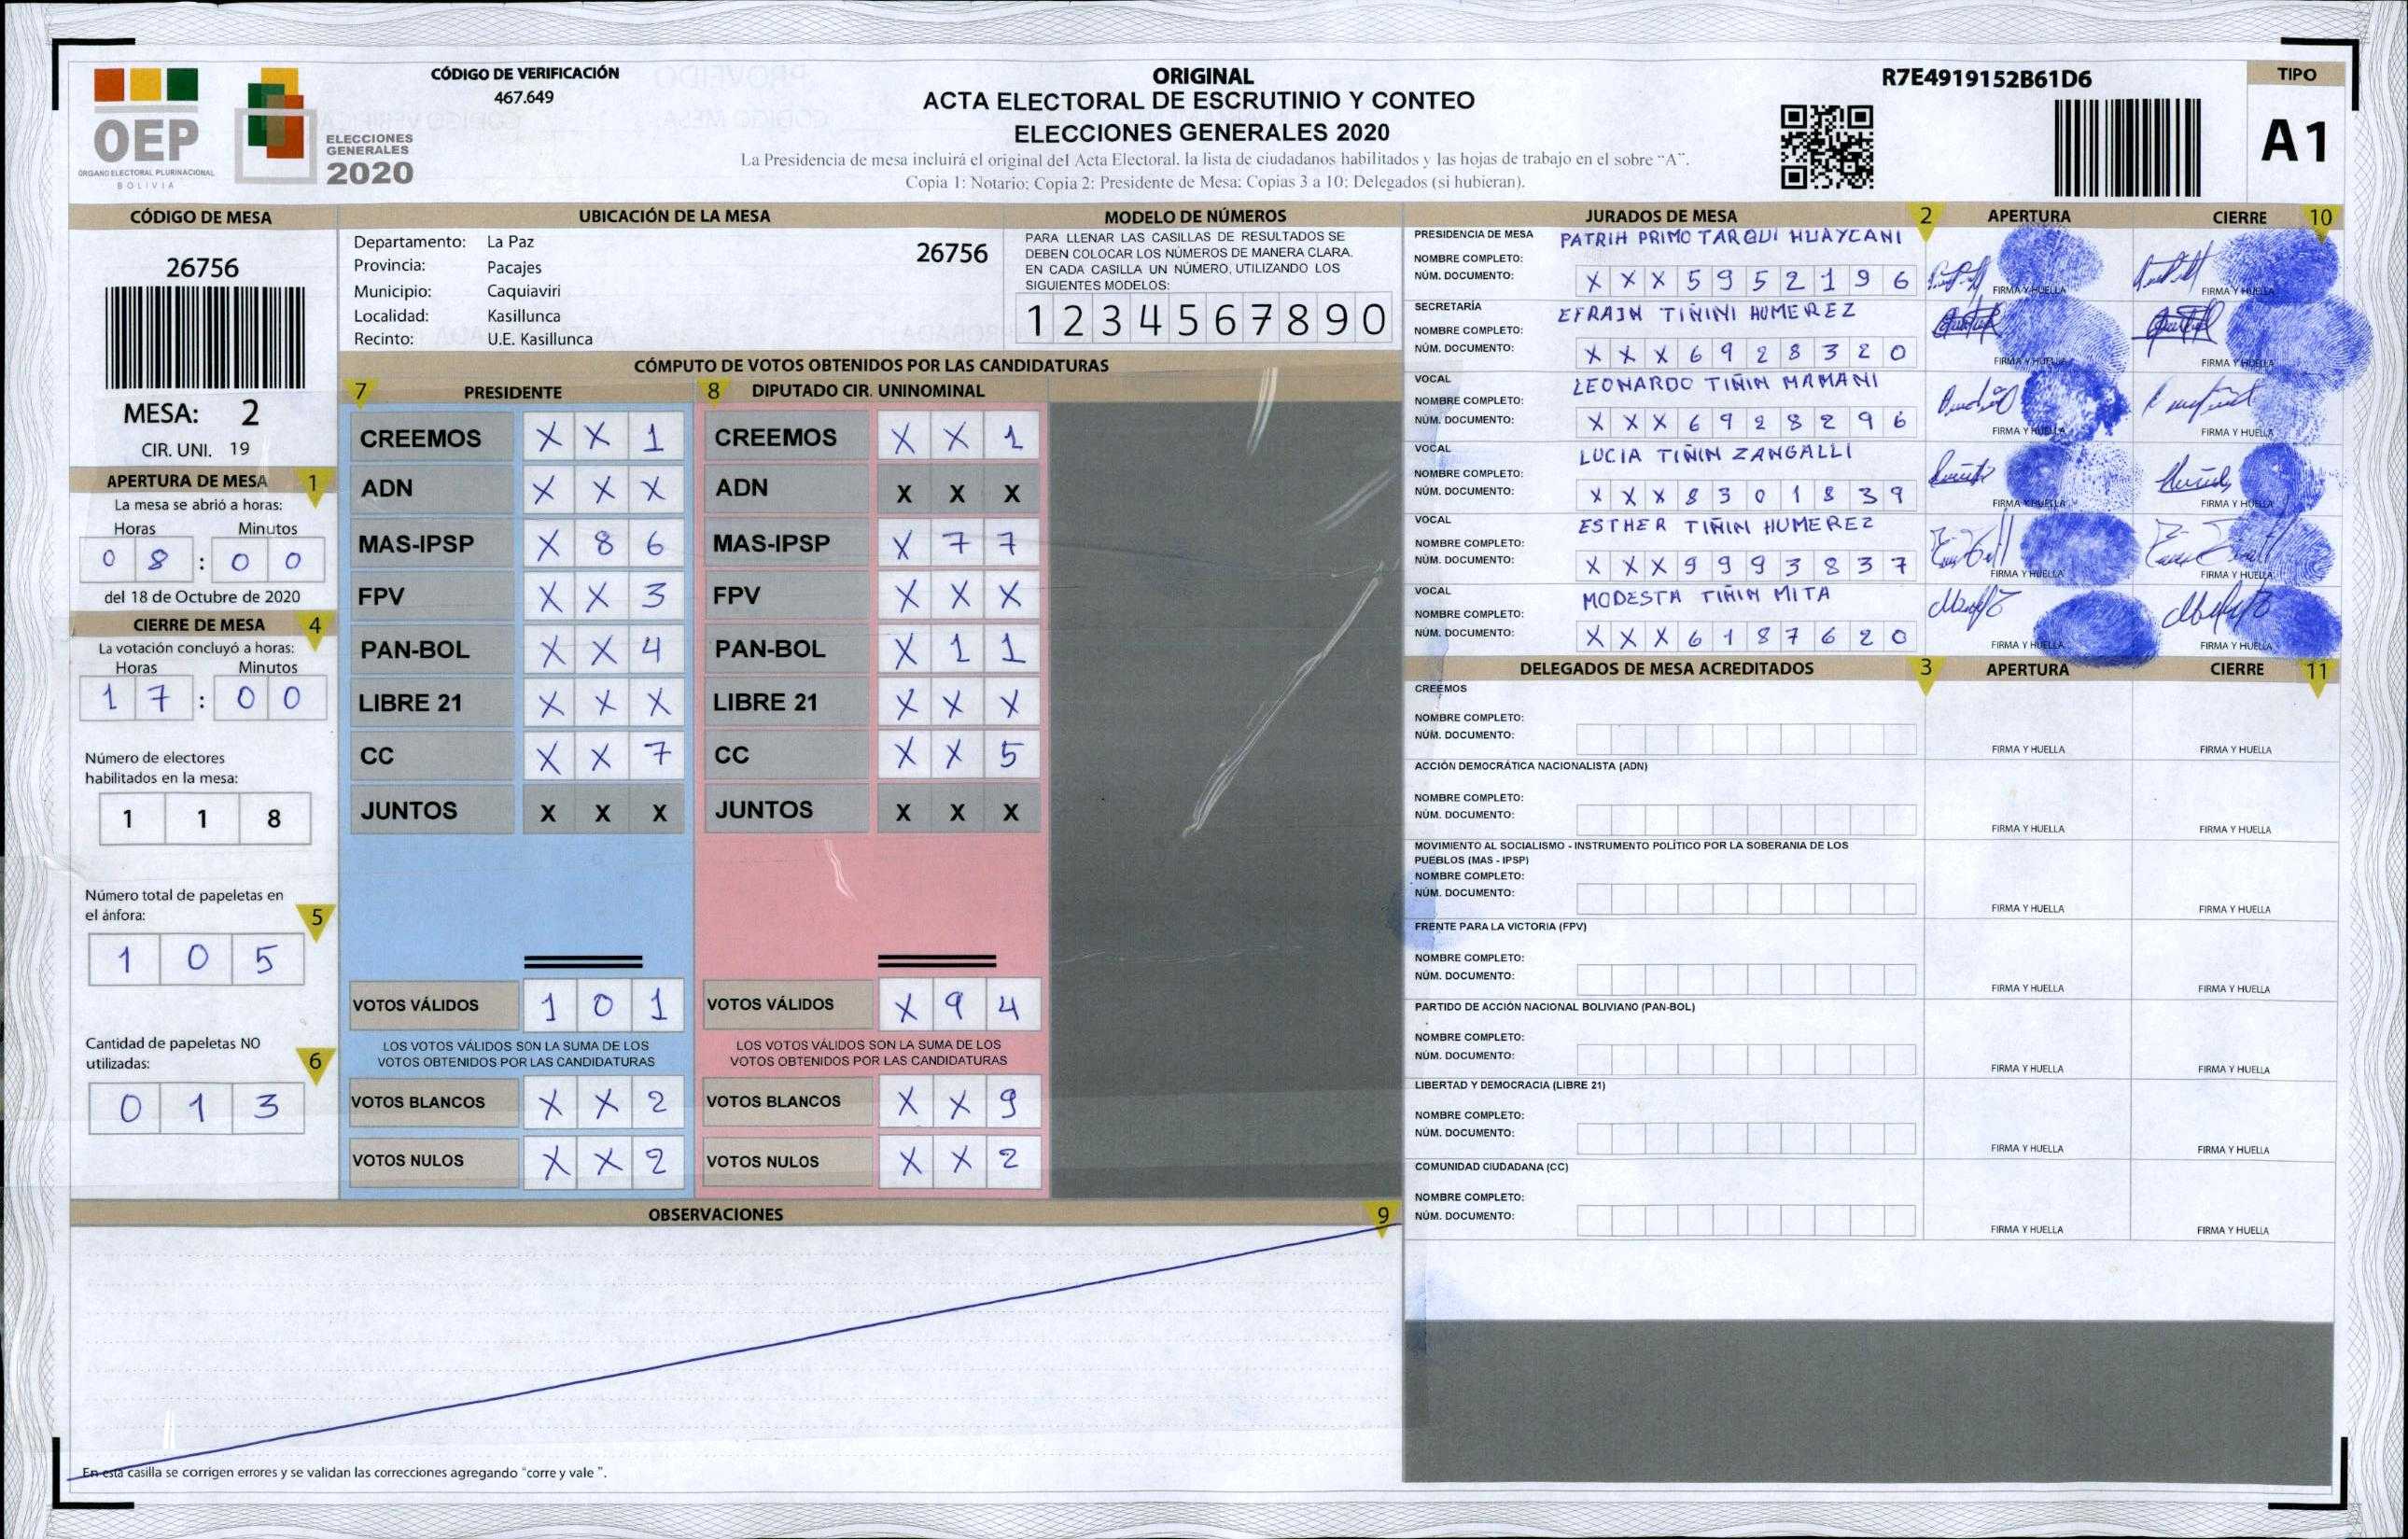 OEP
ÓRGANO ELECTORAL PLURINACIONAL
BOLIVIA
ELECCIONES
GENERALES
2020
CÓDIGO DE VERIFICACIÓN
467.649
ORIGINAL
ACTA ELECTORAL DE ESCRUTINIO Y CONTEO
ELECCIONES GENERALES 2020
La Presidencia de mesa incluirá el original del Acta Electoral. la lista de ciudadanos habilitados y las hojas de trabajo en el sobre “A”.
Copia 1: Notario; Copia 2: Presidente de Mesa; Copias 3 a 10: Delegados (si hubieran).
R7E4919152B61D6
TIPO
A1
CÓDIGO DE MESA
26756
MESA: 2
CIR. UNI. 19
APERTURA DE MESA 1
La mesa se abrió a horas:
Horas Minutos
0 8 : 0 0
del 18 de Octubre de 2020
CIERRE DE MESA 4
La votación concluyó a horas:
Horas Minutos
1 7 : 0 0
Número de electores
habilitados en la mesa:
1 1 8
Número total de papeletas en
el ánfora: 5
1 0 5
Cantidad de papeletas NO
utilizadas: 6
0 1 3
UBICACIÓN DE LA MESA
Departamento: La Paz 26756
Provincia: Pacajes
Municipio: Caquiaviri
Localidad: Kasillunca
Recinto: U.E. Kasillunca
MODELO DE NÚMEROS
PARA LLENAR LAS CASILLAS DE RESULTADOS SE
DEBEN COLOCAR LOS NÚMEROS DE MANERA CLARA.
EN CADA CASILLA UN NÚMERO, UTILIZANDO LOS
SIGUIENTES MODELOS:
1 2 3 4 5 6 7 8 9 0
CÓMPUTO DE VOTOS OBTENIDOS POR LAS CANDIDATURAS
7 PRESIDENTE
CREEMOS X X 1
ADN X X X
MAS-IPSP X 8 6
FPV X X 3
PAN-BOL X X 4
LIBRE 21 X X X
CC X X 7
JUNTOS X X X
VOTOS VÁLIDOS 1 0 1
LOS VOTOS VÁLIDOS SON LA SUMA DE LOS
VOTOS OBTENIDOS POR LAS CANDIDATURAS
VOTOS BLANCOS X X 2
VOTOS NULOS X X 2
8 DIPUTADO CIR. UNINOMINAL
CREEMOS X X 1
ADN X X X
MAS-IPSP X 7 7
FPV X X X
PAN-BOL X 1 1
LIBRE 21 X X X
CC X X 5
JUNTOS X X X
VOTOS VÁLIDOS X 9 4
LOS VOTOS VÁLIDOS SON LA SUMA DE LOS
VOTOS OBTENIDOS POR LAS CANDIDATURAS
VOTOS BLANCOS X X 9
VOTOS NULOS X X 2
OBSERVACIONES 9
En esta casilla se corrigen errores y se validan las correcciones agregando “corre y vale ”.
JURADOS DE MESA 2 APERTURA CIERRE 10
PRESIDENCIA DE MESA PATRIH PRIMO TARQUI HUAYCANI
NOMBRE COMPLETO:
NÚM. DOCUMENTO: X X X 5 9 5 2 1 9 6
FIRMA Y HUELLA FIRMA Y HUELLA
SECRETARÍA EFRAIN TIÑINI HUMEREZ
NOMBRE COMPLETO:
NÚM. DOCUMENTO: X X X 6 9 2 8 3 2 0
FIRMA Y HUELLA FIRMA Y HUELLA
VOCAL LEONARDO TIÑIN MAMANI
NOMBRE COMPLETO:
NÚM. DOCUMENTO: X X X 6 9 2 8 2 9 6
FIRMA Y HUELLA FIRMA Y HUELLA
VOCAL LUCIA TIÑIN ZANGALLI
NOMBRE COMPLETO:
NÚM. DOCUMENTO: X X X 8 3 0 1 8 3 9
FIRMA Y HUELLA FIRMA Y HUELLA
VOCAL ESTHER TIÑIN HUMEREZ
NOMBRE COMPLETO:
NÚM. DOCUMENTO: X X X 9 9 9 3 8 3 7
FIRMA Y HUELLA FIRMA Y HUELLA
VOCAL MODESTA TIÑIN MITA
NOMBRE COMPLETO:
NÚM. DOCUMENTO: X X X 6 1 8 7 6 2 0
FIRMA Y HUELLA FIRMA Y HUELLA
DELEGADOS DE MESA ACREDITADOS 3 APERTURA CIERRE 11
CREEMOS
NOMBRE COMPLETO:
NÚM. DOCUMENTO:
FIRMA Y HUELLA FIRMA Y HUELLA
ACCIÓN DEMOCRÁTICA NACIONALISTA (ADN)
NOMBRE COMPLETO:
NÚM. DOCUMENTO:
FIRMA Y HUELLA FIRMA Y HUELLA
MOVIMIENTO AL SOCIALISMO - INSTRUMENTO POLÍTICO POR LA SOBERANIA DE LOS
PUEBLOS (MAS - IPSP)
NOMBRE COMPLETO:
NÚM. DOCUMENTO:
FIRMA Y HUELLA FIRMA Y HUELLA
FRENTE PARA LA VICTORIA (FPV)
NOMBRE COMPLETO:
NÚM. DOCUMENTO:
FIRMA Y HUELLA FIRMA Y HUELLA
PARTIDO DE ACCIÓN NACIONAL BOLIVIANO (PAN-BOL)
NOMBRE COMPLETO:
NÚM. DOCUMENTO:
FIRMA Y HUELLA FIRMA Y HUELLA
LIBERTAD Y DEMOCRACIA (LIBRE 21)
NOMBRE COMPLETO:
NÚM. DOCUMENTO:
FIRMA Y HUELLA FIRMA Y HUELLA
COMUNIDAD CIUDADANA (CC)
NOMBRE COMPLETO:
NÚM. DOCUMENTO:
FIRMA Y HUELLA FIRMA Y HUELLA